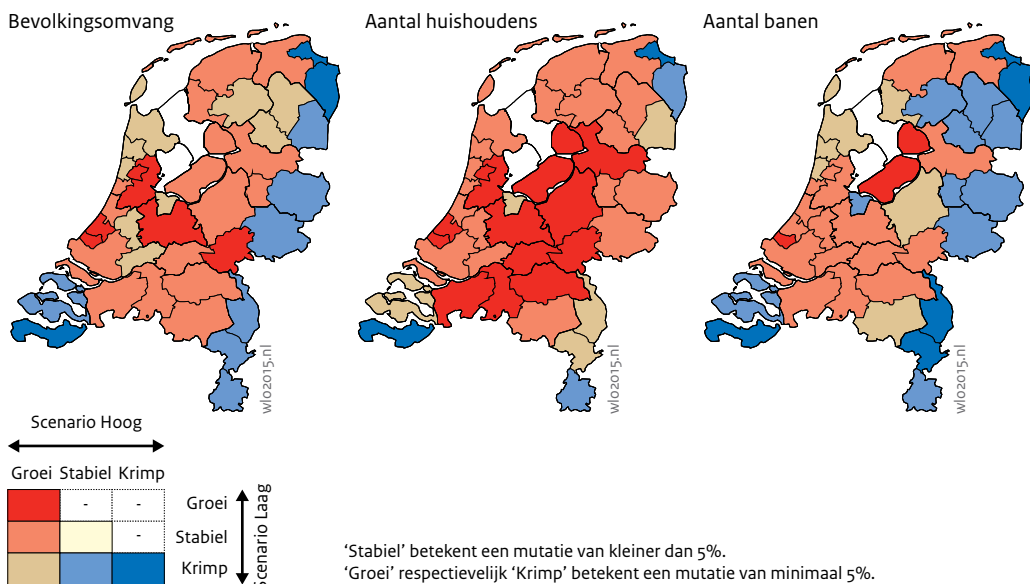 Bevolkingsomvang
Aantal huishoudens
Aantal banen
wlo2015.nl
wlo2015.nl
wlo2015.nl
Scenario Hoog
Groei Stabiel Krimp
- - Groei
- Stabiel
Krimp
Scenario Laag
‘Stabiel’ betekent een mutatie van kleiner dan 5%.
‘Groei’ respectievelijk ‘Krimp’ betekent een mutatie van minimaal 5%.